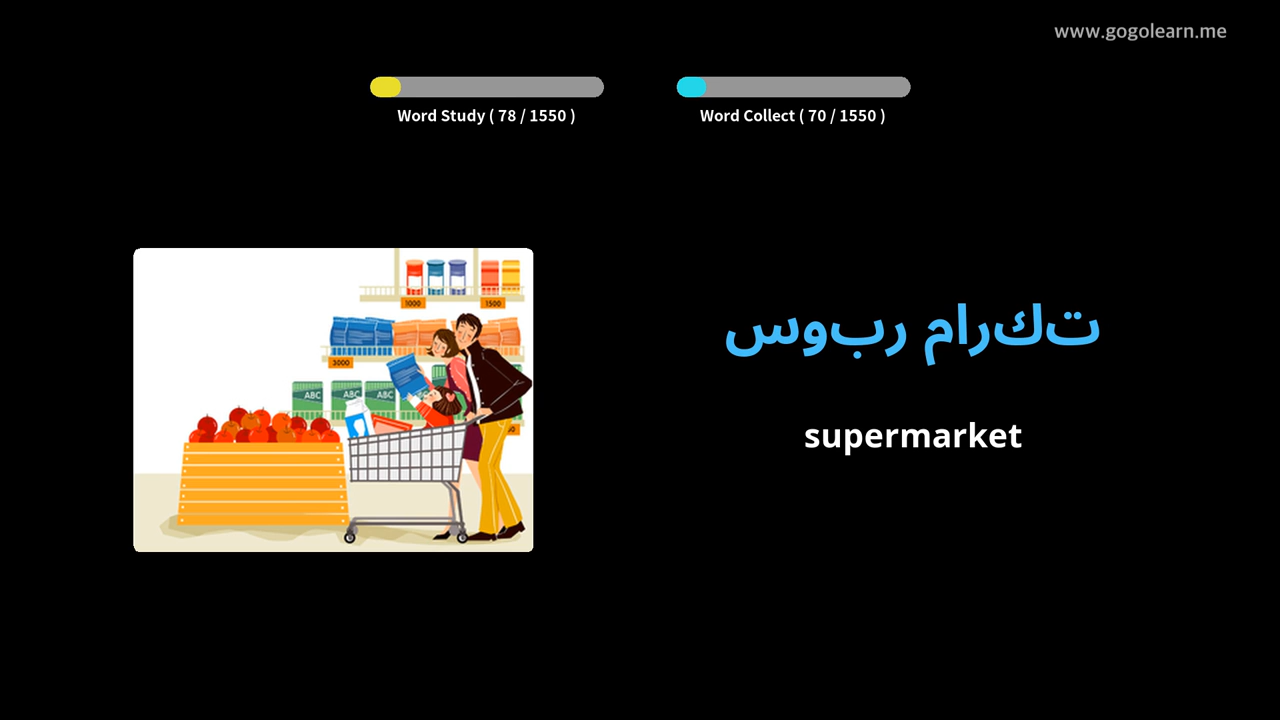 www.gogolearn.me
Word Study ( 78 / 1550 )
Word Collect ( 70 / 1550 )
1000
1500
3000
ABC
ABC
ABC
تكرام ربوس
supermarket